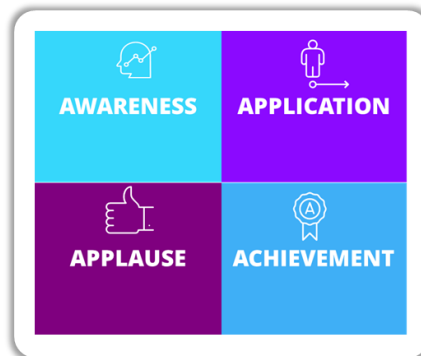 AWARENESS
APPLICATION
A
APPLAUSE
ACHIEVEMENT